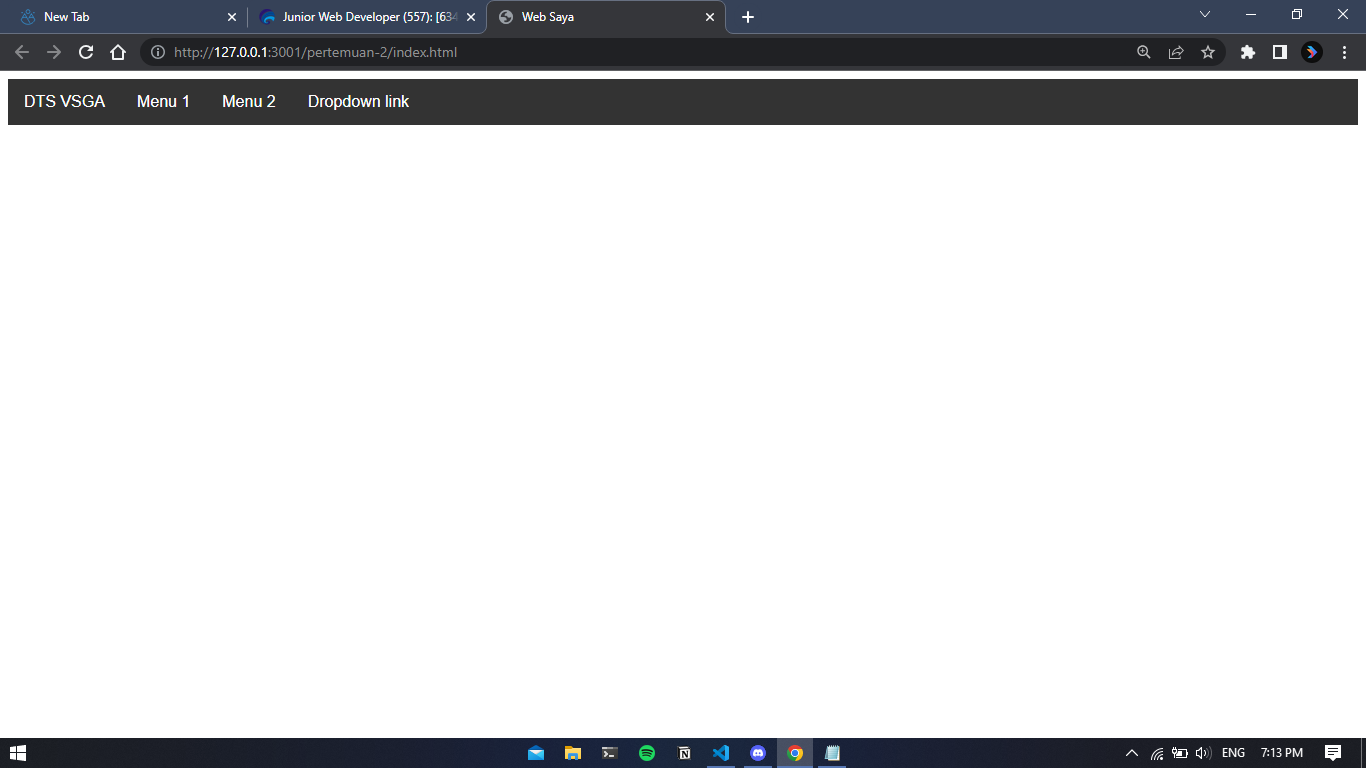 New Tab
Junior Web Developer (557): [634
Web Saya
http://127.0.0.1:3001/pertemuan-2/index.html
DTS VSGA Menu 1 Menu 2 Dropdown link
ENG 7:13 PM